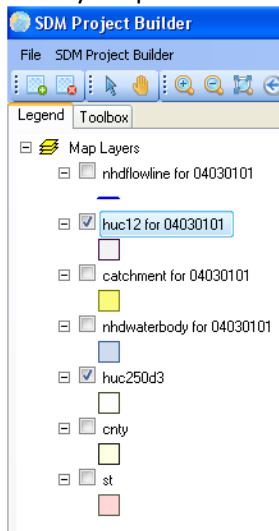 SDM Project Builder
File SDM Project Builder
Legend Toolbox
Map Layers
nhdflowline for 04030101
huc12 for 04030101
catchment for 04030101
nhdwaterbody for 04030101
huc250d3
cnty
st